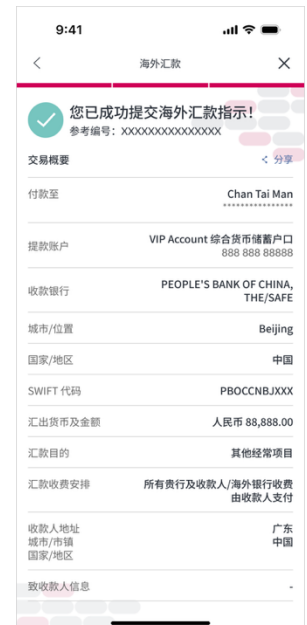 9:41
海外汇款
您已成功提交海外汇款指示!
参考编号: XXXXXXXXXXXXXXX
交易概要 分享
付款至 Chan Tai Man
****************
提款账户 VIP Account 综合货币储蓄户口
888 888 88888
收款银行 PEOPLE'S BANK OF CHINA,
THE/SAFE
城市/位置 Beijing
国家/地区 中国
SWIFT 代码 PBOCCNBJXXX
汇出货币及金额 人民币 88,888.00
汇款目的 其他经常项目
汇款收费安排 所有贵行及收款人/海外银行收费
由收款人支付
收款人地址 广东
城市/市镇 中国
国家/地区
致收款人信息 -